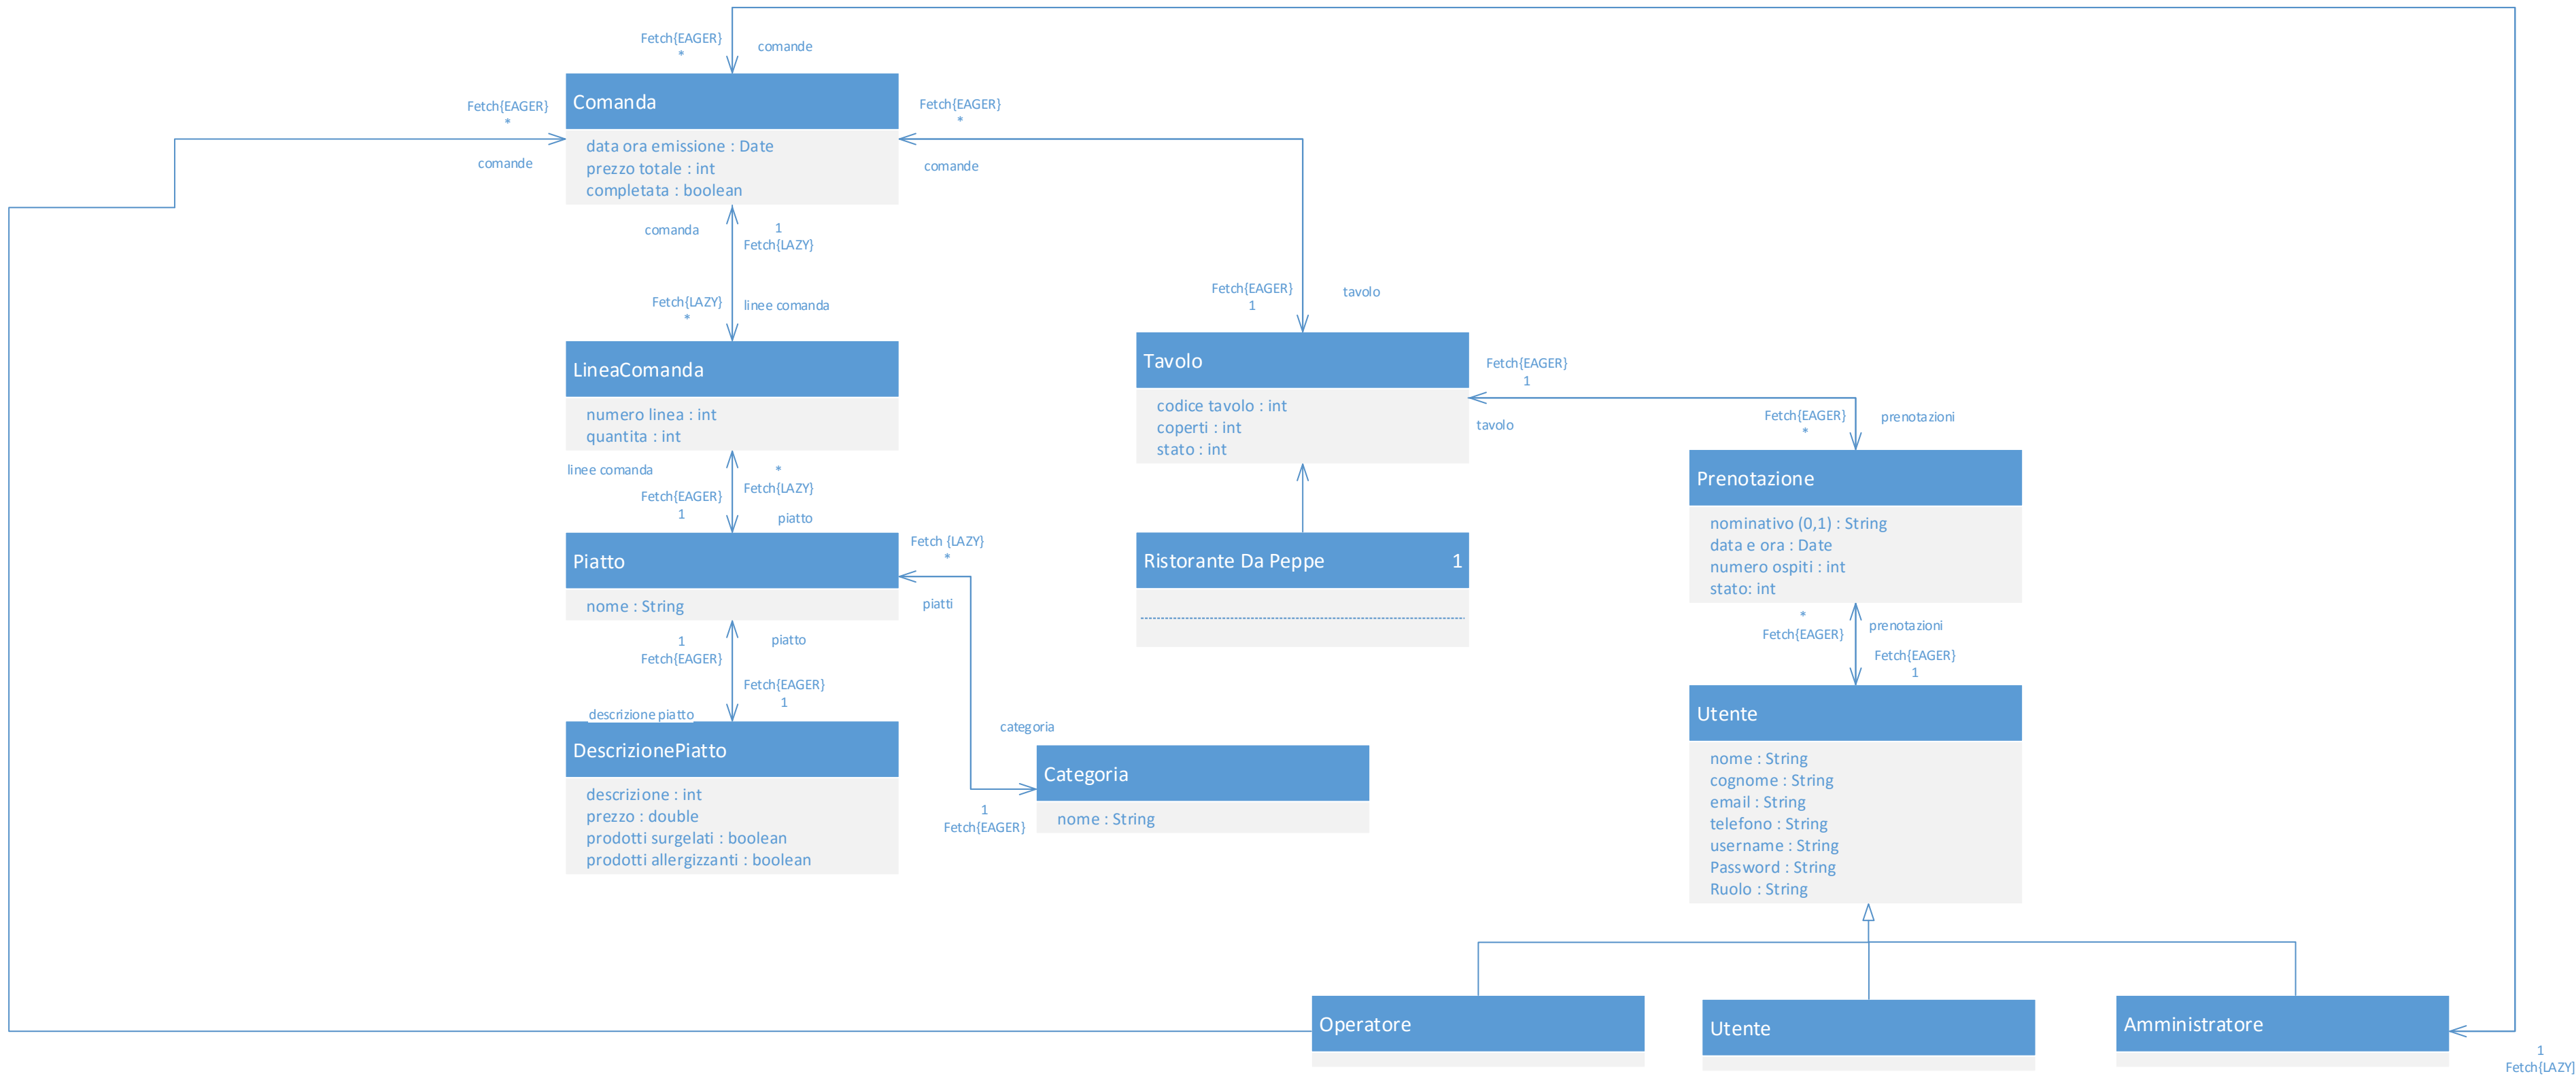 Fetch{EAGER}
*
comande
Comanda
data ora emissione : Date
prezzo totale : int
completata : boolean
Fetch{EAGER}
*
comande
Fetch{EAGER}
*
comande
comanda
1
Fetch{LAZY}
Fetch{LAZY}
*
linee comanda
LineaComanda
numero linea : int
quantita : int
linee comanda
*
Fetch{LAZY}
Fetch{EAGER}
1
piatto
Piatto
nome : String
Fetch {LAZY}
*
piatti
1
Fetch{EAGER}
piatto
Fetch{EAGER}
1
descrizione piatto
DescrizionePiatto
descrizione : int
prezzo : double
prodotti surgelati : boolean
prodotti allergizzanti : boolean
categoria
1
Fetch{EAGER}
Categoria
nome : String
Fetch{EAGER}
1
tavolo
Tavolo
codice tavolo : int
coperti : int
stato : int
Ristorante Da Peppe 1
Fetch{EAGER}
1
tavolo
Fetch{EAGER}
*
prenotazioni
Prenotazione
nominativo (0,1) : String
data e ora : Date
numero ospiti : int
stato: int
*
Fetch{EAGER}
prenotazioni
Fetch{EAGER}
1
Utente
nome : String
cognome : String
email : String
telefono : String
username : String
Password : String
Ruolo : String
Operatore
Utente
Amministratore
1
Fetch{LAZY}